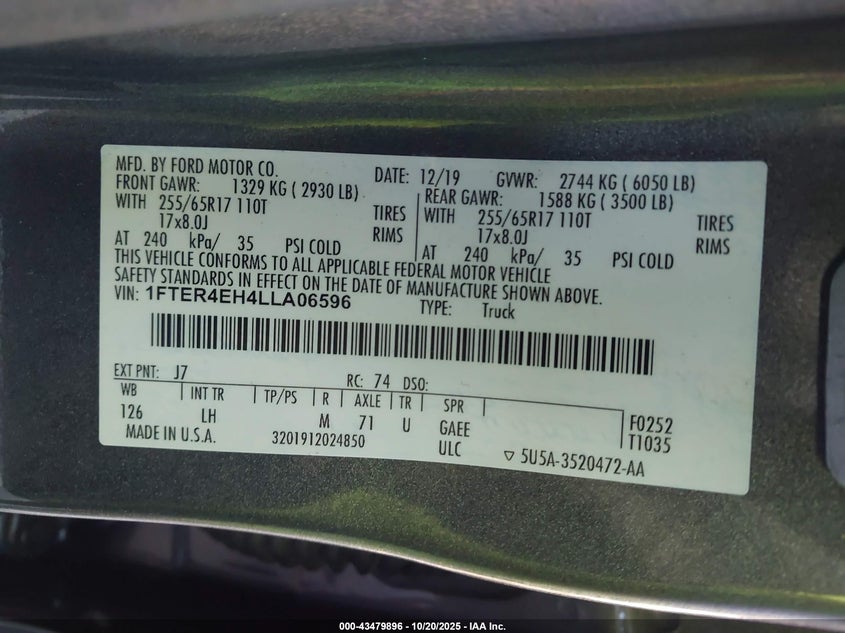 MFD. BY FORD MOTOR CO. DATE: 12/19 GVWR: 2744 KG ( 6050 LB)
FRONT GAWR: 1329 KG ( 2930 LB) REAR GAWR: 1588 KG ( 3500 LB)
WITH 255/65R17 110T TIRES WITH 255/65R17 110T TIRES
17x8.0J RIMS 17x8.0J RIMS
AT 240 kPa/ 35 PSI COLD AT 240 kPa/ 35 PSI COLD
THIS VEHICLE CONFORMS TO ALL APPLICABLE FEDERAL MOTOR VEHICLE
SAFETY STANDARDS IN EFFECT ON THE DATE OF MANUFACTURE SHOWN ABOVE.
VIN: 1FTER4EH4LLA06596 TYPE: Truck
EXT PNT: J7 RC: 74 DSO:
WB INT TR TP/PS R AXLE TR SPR
126 LH M 71 U GAEE F0252
MADE IN U.S.A. 3201912024850 ULC T1035
▽ 5U5A-3520472-AA
000-43479896 - 10/20/2025 - IAA Inc.